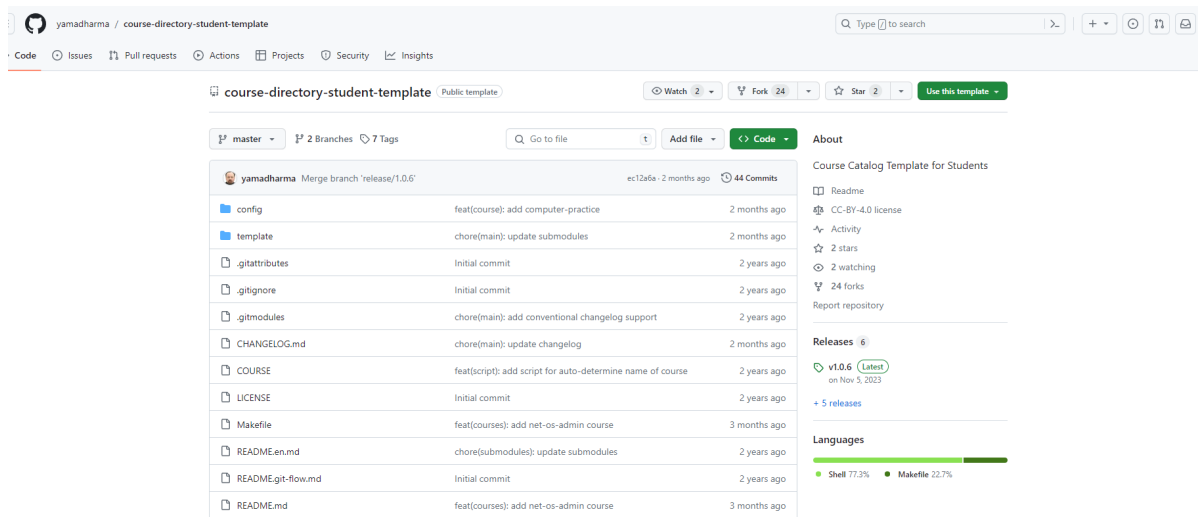 yamadharma / course-directory-student-template
Type / to search
Code Issues Pull requests Actions Projects Security Insights
course-directory-student-template Public template Watch 2 Fork 24 Star 2 Use this template
master 2 Branches 7 Tags Go to file t Add file <> Code
yamadharma Merge branch 'release/1.0.6' ec12a6a · 2 months ago 44 Commits
config feat(course): add computer-practice 2 months ago
template chore(main): update submodules 2 months ago
.gitattributes Initial commit 2 years ago
.gitignore Initial commit 2 years ago
.gitmodules chore(main): add conventional changelog support 2 years ago
CHANGELOG.md chore(main): update changelog 2 months ago
COURSE feat(script): add script for auto-determine name of course 2 years ago
LICENSE Initial commit 2 years ago
Makefile feat(courses): add net-os-admin course 3 months ago
README.en.md chore(submodules): update submodules 2 years ago
README.git-flow.md Initial commit 2 years ago
README.md feat(courses): add net-os-admin course 3 months ago
About
Course Catalog Template for Students
Readme
CC-BY-4.0 license
Activity
2 stars
2 watching
24 forks
Report repository
Releases 6
v1.0.6 Latest
on Nov 5, 2023
+ 5 releases
Languages
Shell 77.3% Makefile 22.7%